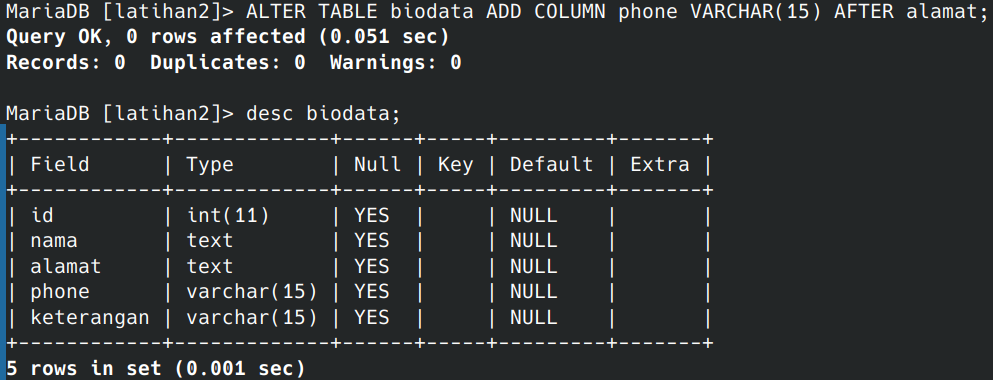 MariaDB [latihan2]> ALTER TABLE biodata ADD COLUMN phone VARCHAR(15) AFTER alamat;
Query OK, 0 rows affected (0.051 sec)
Records: 0  Duplicates: 0  Warnings: 0

MariaDB [latihan2]> desc biodata;
+------------+-------------+------+-----+---------+-------+
| Field      | Type        | Null | Key | Default | Extra |
+------------+-------------+------+-----+---------+-------+
| id         | int(11)     | YES  |     | NULL    |       |
| nama       | text        | YES  |     | NULL    |       |
| alamat     | text        | YES  |     | NULL    |       |
| phone      | varchar(15) | YES  |     | NULL    |       |
| keterangan | varchar(15) | YES  |     | NULL    |       |
+------------+-------------+------+-----+---------+-------+
5 rows in set (0.001 sec)